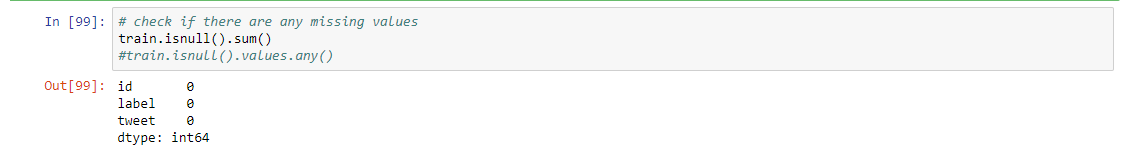 In [99]: # check if there are any missing values
train.isnull().sum()
#train.isnull().values.any()
Out[99]: id 0
label 0
tweet 0
dtype: int64